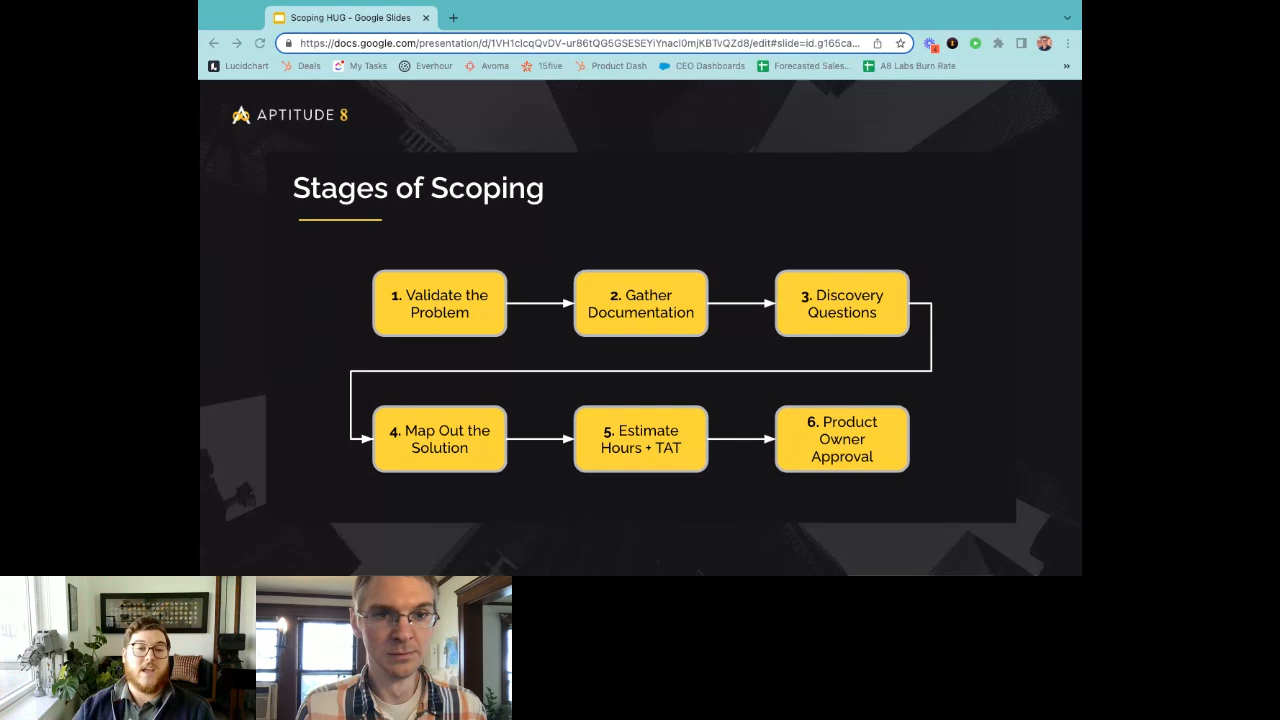 Scoping HUG - Google Slides
https://docs.google.com/presentation/d/1VH1clcqQvDV-ur86tQG5GSESEYiYnacl0mjKBTvQZd8/edit#slide=id.g165ca...
Lucidchart Deals My Tasks Everhour Avoma 15five Product Dash CEO Dashboards Forecasted Sales... A8 Labs Burn Rate
APTITUDE 8
Stages of Scoping
1. Validate the
Problem
2. Gather
Documentation
3. Discovery
Questions
4. Map Out the
Solution
5. Estimate
Hours + TAT
6. Product
Owner
Approval